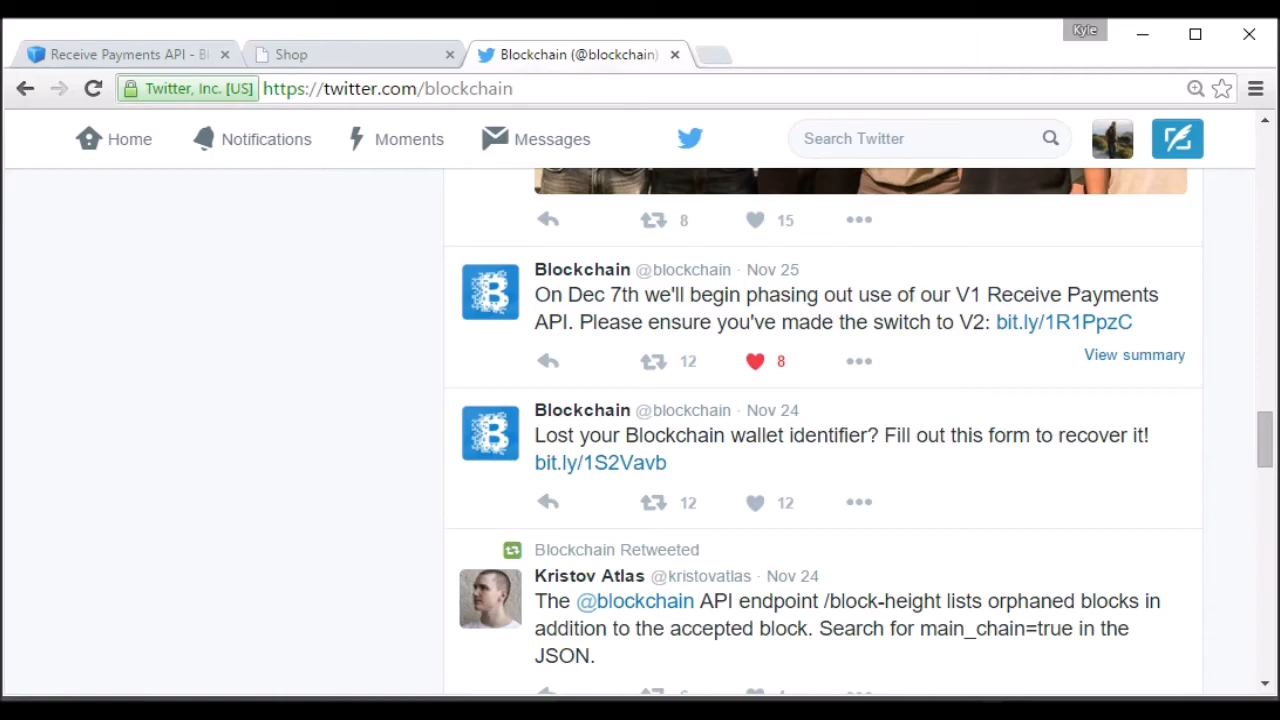 Kyle
Receive Payments API - Bl
Shop
Blockchain (@blockchain)
Twitter, Inc. [US] https://twitter.com/blockchain
Home Notifications Moments Messages Search Twitter
8 15
Blockchain @blockchain · Nov 25
On Dec 7th we'll begin phasing out use of our V1 Receive Payments
API. Please ensure you've made the switch to V2: bit.ly/1R1PpzC
View summary
12 8
Blockchain @blockchain · Nov 24
Lost your Blockchain wallet identifier? Fill out this form to recover it!
bit.ly/1S2Vavb
12 12
Blockchain Retweeted
Kristov Atlas @kristovatlas · Nov 24
The @blockchain API endpoint /block-height lists orphaned blocks in
addition to the accepted block. Search for main_chain=true in the
JSON.